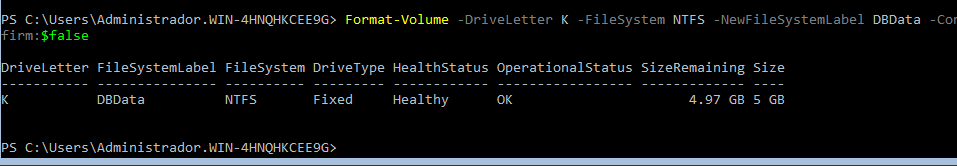 PS C:\Users\Administrador.WIN-4HNQHKCEE9G> Format-Volume -DriveLetter K -FileSystem NTFS -NewFileSystemLabel DBData -Con
firm:$false
DriveLetter FileSystemLabel FileSystem DriveType HealthStatus OperationalStatus SizeRemaining Size
----------- --------------- ---------- --------- ------------ ----------------- ------------- ----
K           DBData          NTFS       Fixed     Healthy      OK                      4.97 GB 5 GB
PS C:\Users\Administrador.WIN-4HNQHKCEE9G>